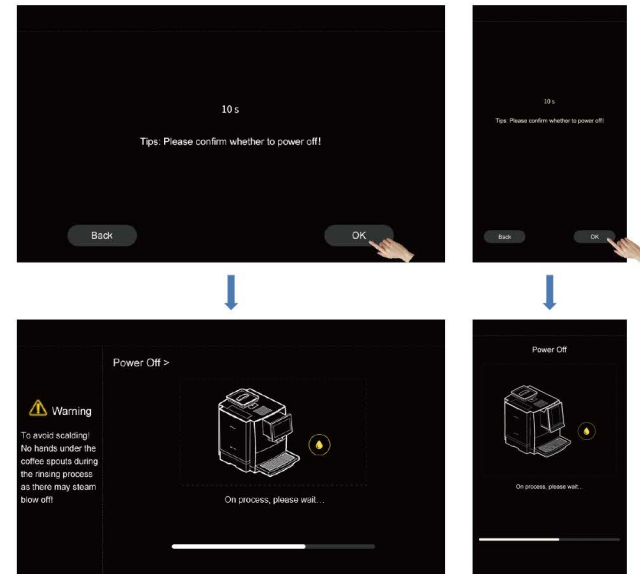 10 s
Tips: Please confirm whether to power off!
Back
OK
10 s
Tips: Please confirm whether to power off!
Back
OK
Power Off >
Warning
To avoid scalding!
No hands under the
coffee spouts during
the rinsing process
as there may steam
blow off!
On process, please wait...
Power Off
On process, please wait...